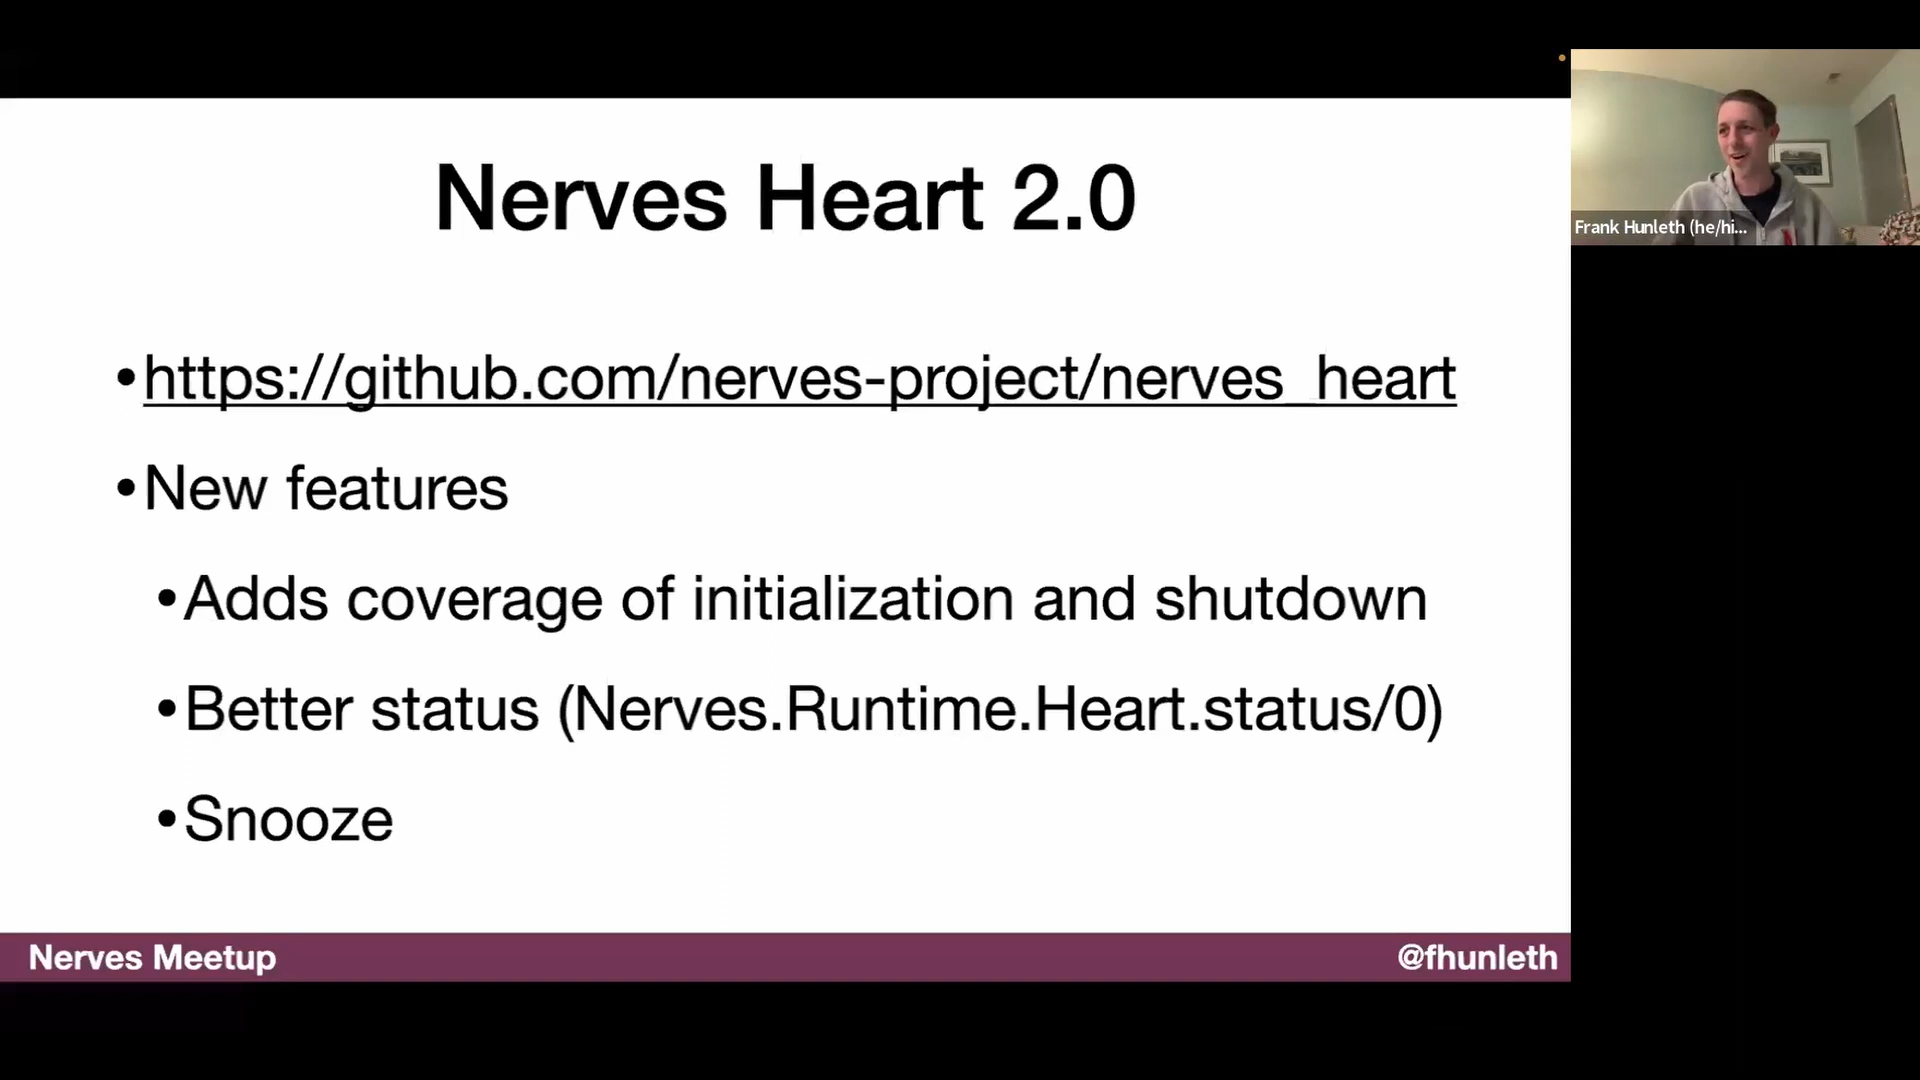 Nerves Heart 2.0
•https://github.com/nerves-project/nerves_heart
•New features
•Adds coverage of initialization and shutdown
•Better status (Nerves.Runtime.Heart.status/0)
•Snooze
Nerves Meetup
@fhunleth
Frank Hunleth (he/hi...